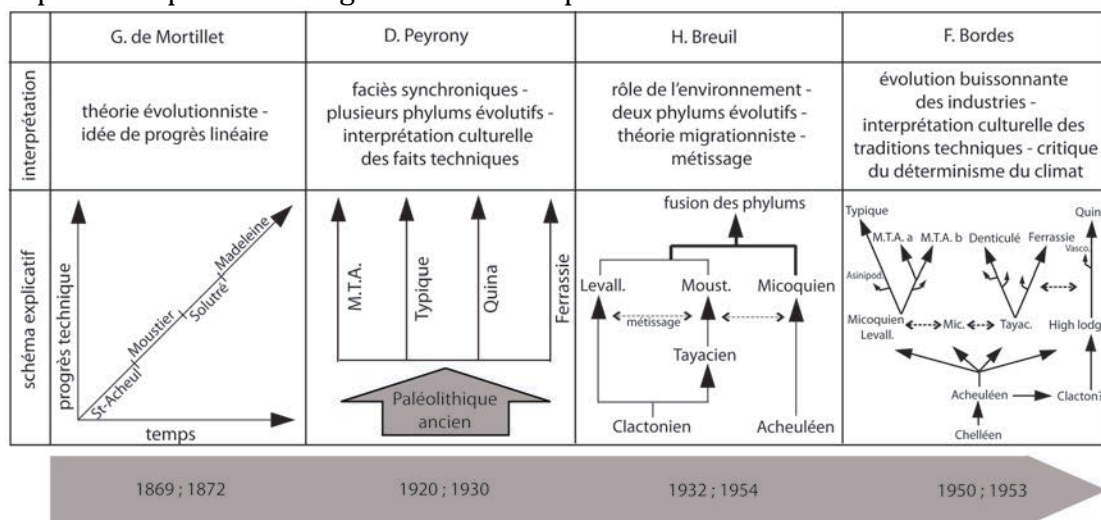 G. de Mortillet
D. Peyrony
H. Breuil
F. Bordes
interprétation
théorie évolutionniste -
idée de progrès linéaire
faciès synchroniques -
plusieurs phylums évolutifs -
interprétation culturelle
des faits techniques
rôle de l'environnement -
deux phylums évolutifs -
théorie migrationniste -
métissage
évolution buissonnante
des industries -
interprétation culturelle des
traditions techniques - critique
du déterminisme du climat
schéma explicatif
progrès technique
St-Acheul
Moustier
Solutré
Madeleine
temps
M.T.A.
Typique
Quina
Ferrassie
Paléolithique
ancien
fusion des phylums
Levall.
Moust.
Micoquien
métissage
Tayacien
Clactonien
Acheuléen
Typique
Quina
M.T.A. a
M.T.A. b
Denticulé
Ferrassie
Vasco.
Asinipod.
Micoquien
Levall.
Mic.
Tayac.
High lodge
Acheuléen
Clacton?
Chelléen
1869 ; 1872
1920 ; 1930
1932 ; 1954
1950 ; 1953